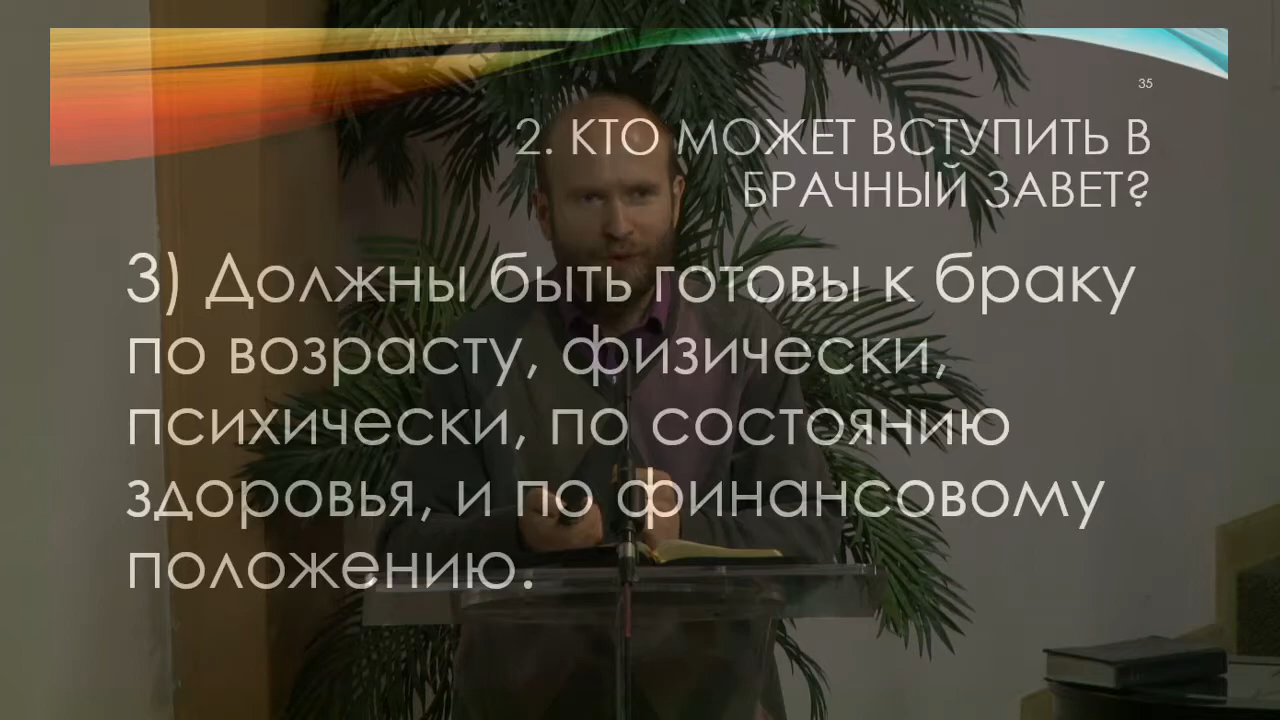 35
2. КТО МОЖЕТ ВСТУПИТЬ В
БРАЧНЫЙ ЗАВЕТ?
3) Должны быть готовы к браку
по возрасту, физически,
психически, по состоянию
здоровья, и по финансовому
положению.